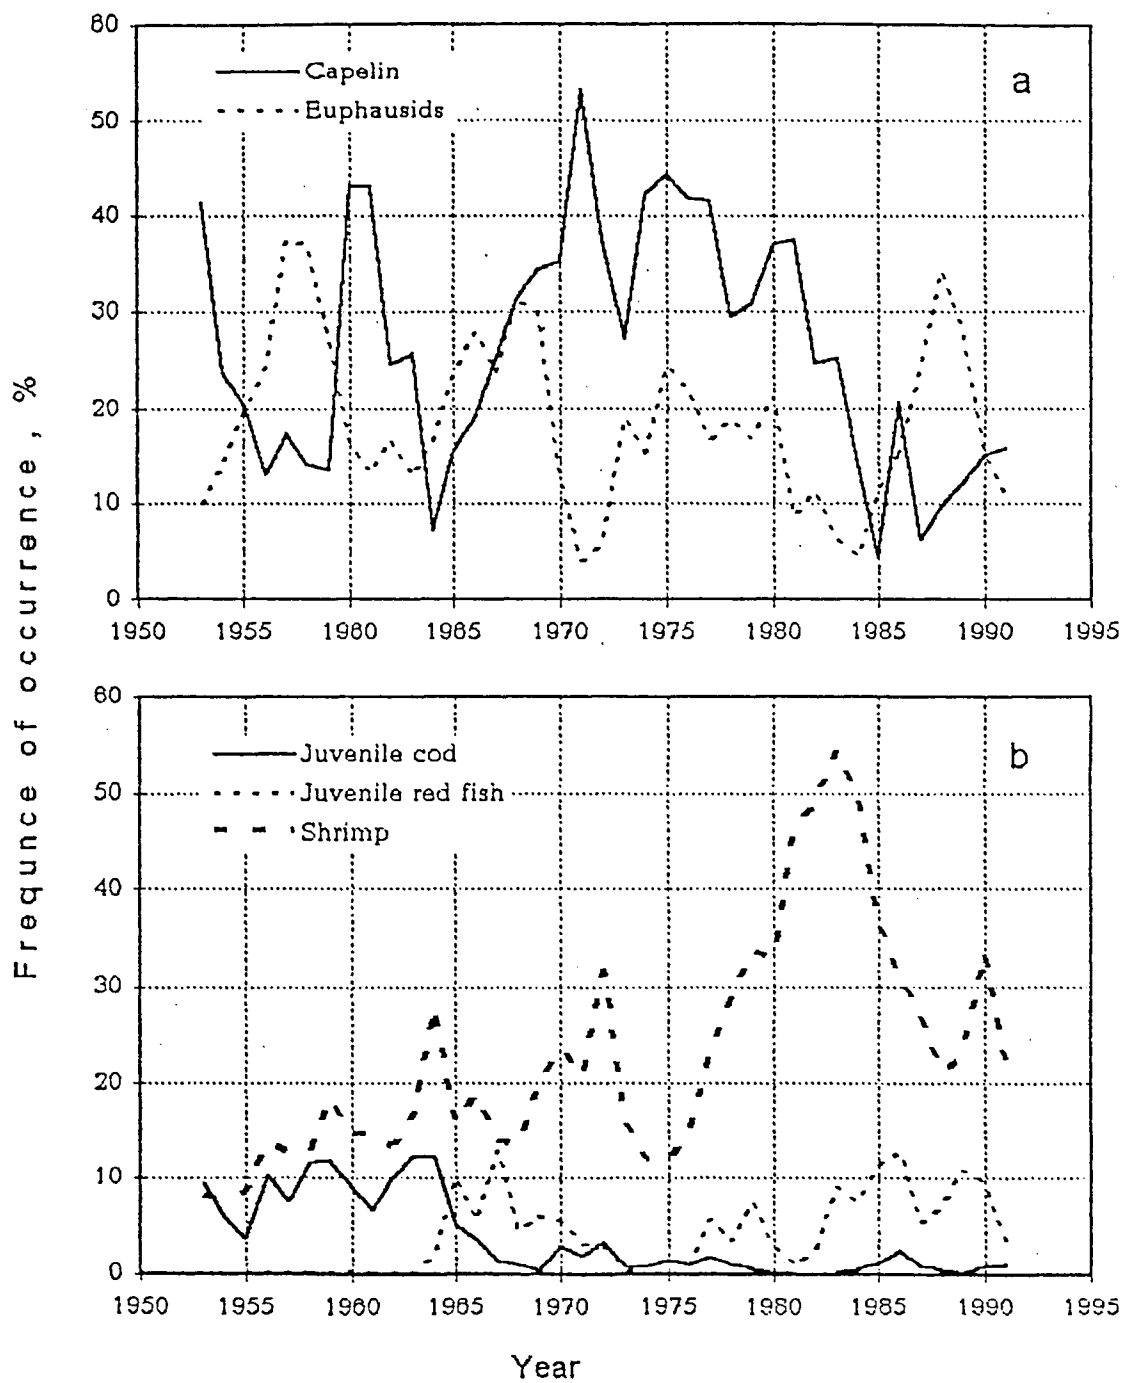 Frequnce of occurrence, %
60
50
40
30
20
10
0
Capelin
Euphausids
a
1950 1955 1960 1965 1970 1975 1980 1985 1990 1995
60
50
40
30
20
10
0
Juvenile cod
Juvenile red fish
Shrimp
b
1950 1955 1960 1965 1970 1975 1980 1985 1990 1995
Year